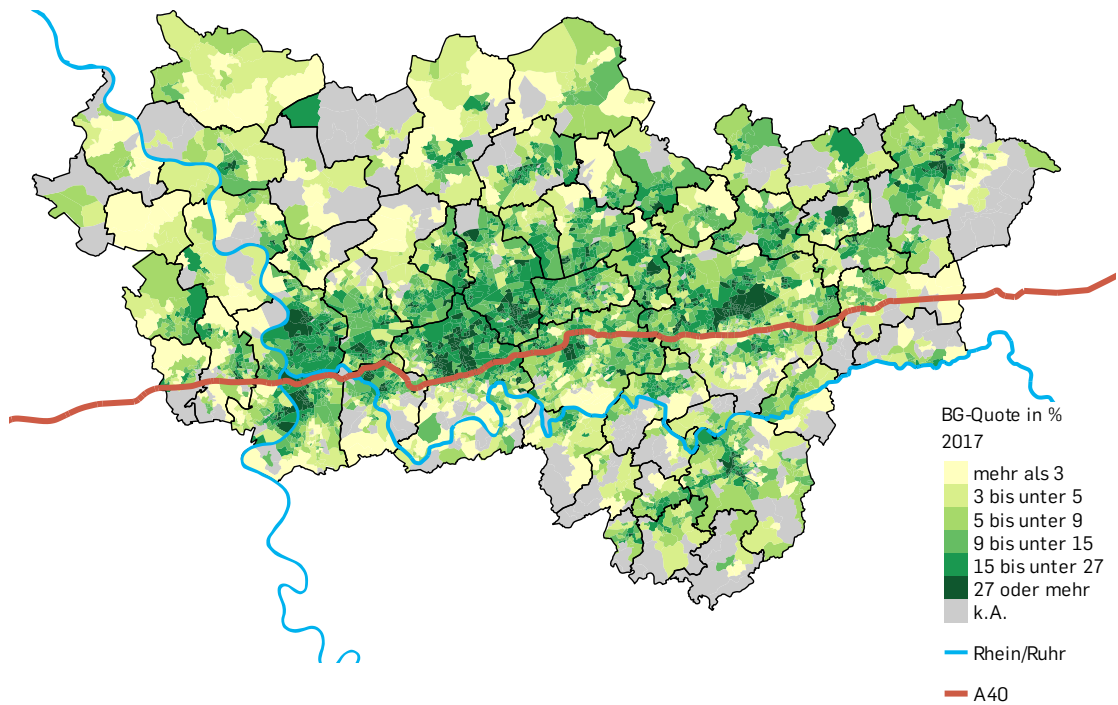 BG-Quote in %
2017
mehr als 3
3 bis unter 5
5 bis unter 9
9 bis unter 15
15 bis unter 27
27 oder mehr
k.A.
Rhein/Ruhr
A40